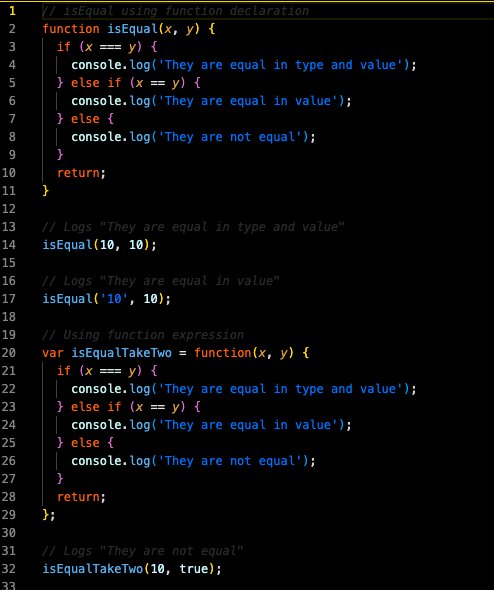 1 // isEqual using function declaration
2 function isEqual(x, y) {
3   if (x === y) {
4     console.log('They are equal in type and value');
5   } else if (x == y) {
6     console.log('They are equal in value');
7   } else {
8     console.log('They are not equal');
9   }
10   return;
11 }
12
13 // Logs "They are equal in type and value"
14 isEqual(10, 10);
15
16 // Logs "They are equal in value"
17 isEqual('10', 10);
18
19 // Using function expression
20 var isEqualTakeTwo = function(x, y) {
21   if (x === y) {
22     console.log('They are equal in type and value');
23   } else if (x == y) {
24     console.log('They are equal in value');
25   } else {
26     console.log('They are not equal');
27   }
28   return;
29 };
30
31 // Logs "They are not equal"
32 isEqualTakeTwo(10, true);
33